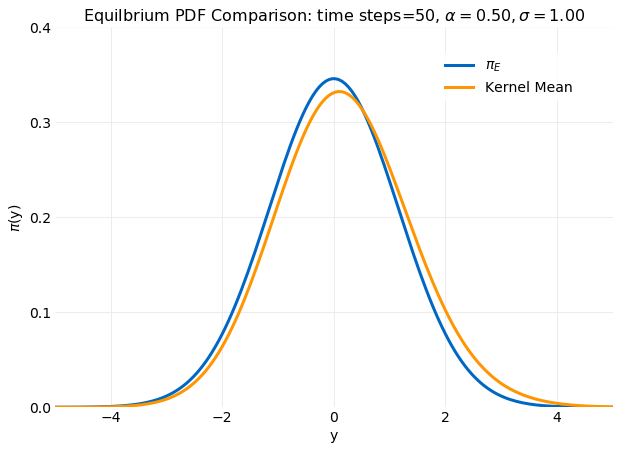 Equilbrium PDF Comparison: time steps=50, α = 0.50, σ = 1.00
0.4
0.3
0.2
0.1
0.0
π(y)
π_E
Kernel Mean
−4
−2
0
2
4
y